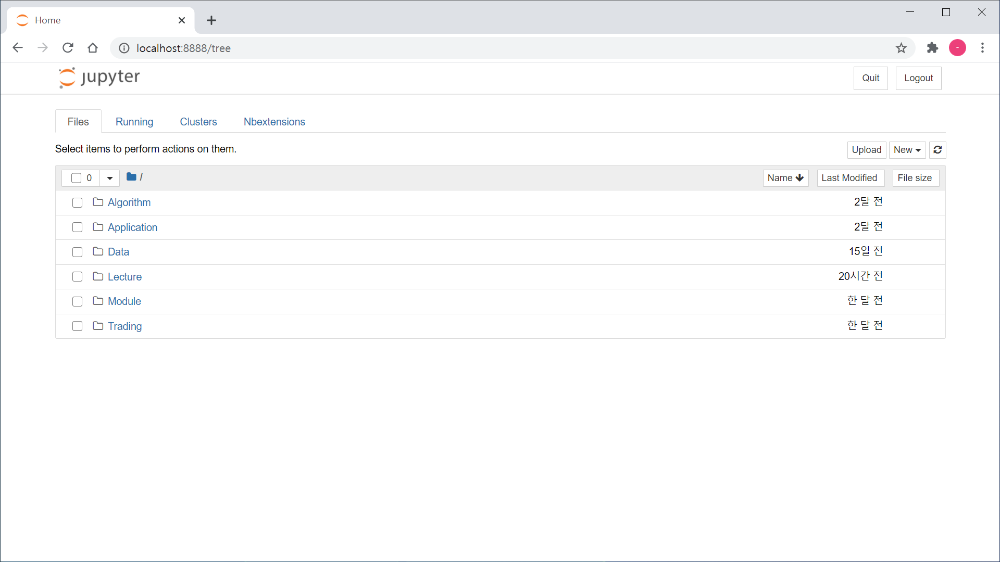 Home
localhost:8888/tree
jupyter
Quit
Logout
Files
Running
Clusters
Nbextensions
Select items to perform actions on them.
Upload
New
0
/
Name
Last Modified
File size
Algorithm
2달 전
Application
2달 전
Data
15일 전
Lecture
20시간 전
Module
한 달 전
Trading
한 달 전